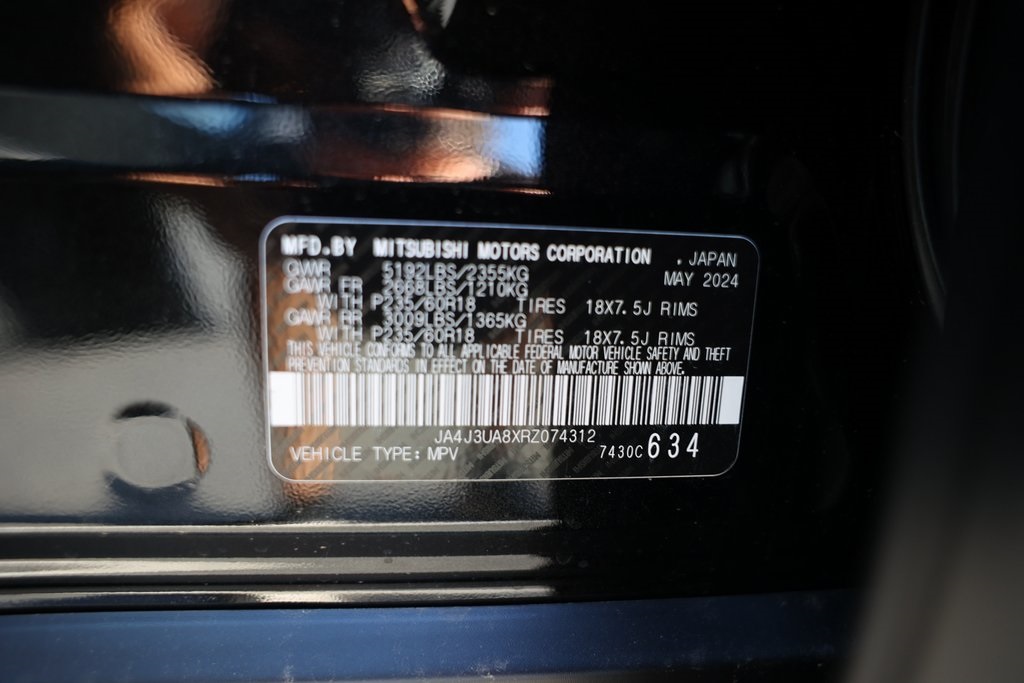 MFD.BY MITSUBISHI MOTORS CORPORATION , JAPAN
GVWR 5192LBS/2355KG MAY 2024
GAWR FR 2668LBS/1210KG
WITH P235/60R18 TIRES 18X7.5J RIMS
GAWR RR 3009LBS/1365KG
WITH P235/60R18 TIRES 18X7.5J RIMS
THIS VEHICLE CONFORMS TO ALL APPLICABLE FEDERAL MOTOR VEHICLE SAFETY AND THEFT
PREVENTION STANDARDS IN EFFECT ON THE DATE OF MANUFACTURE SHOWN ABOVE.
JA4J3UA8XRZ074312
VEHICLE TYPE: MPV 7430C 634